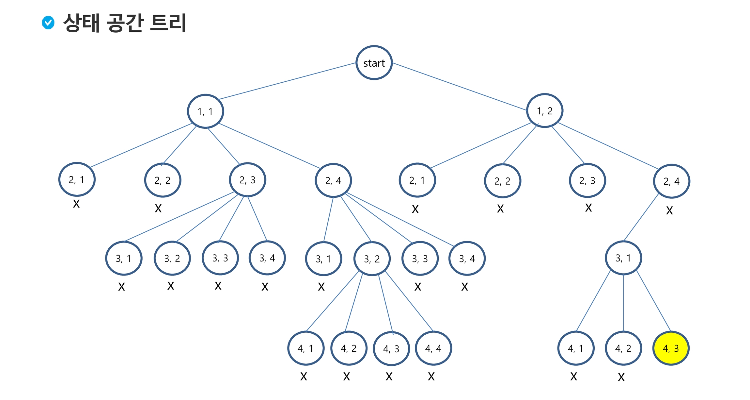 상태 공간 트리
start
1, 1 1, 2
2, 1 2, 2 2, 3 2, 4 2, 1 2, 2 2, 3 2, 4
x x x x x x
3, 1 3, 2 3, 3 3, 4 3, 1 3, 2 3, 3 3, 4 3, 1
x x x x x x x
4, 1 4, 2 4, 3 4, 4 4, 1 4, 2 4, 3
x x x x x x